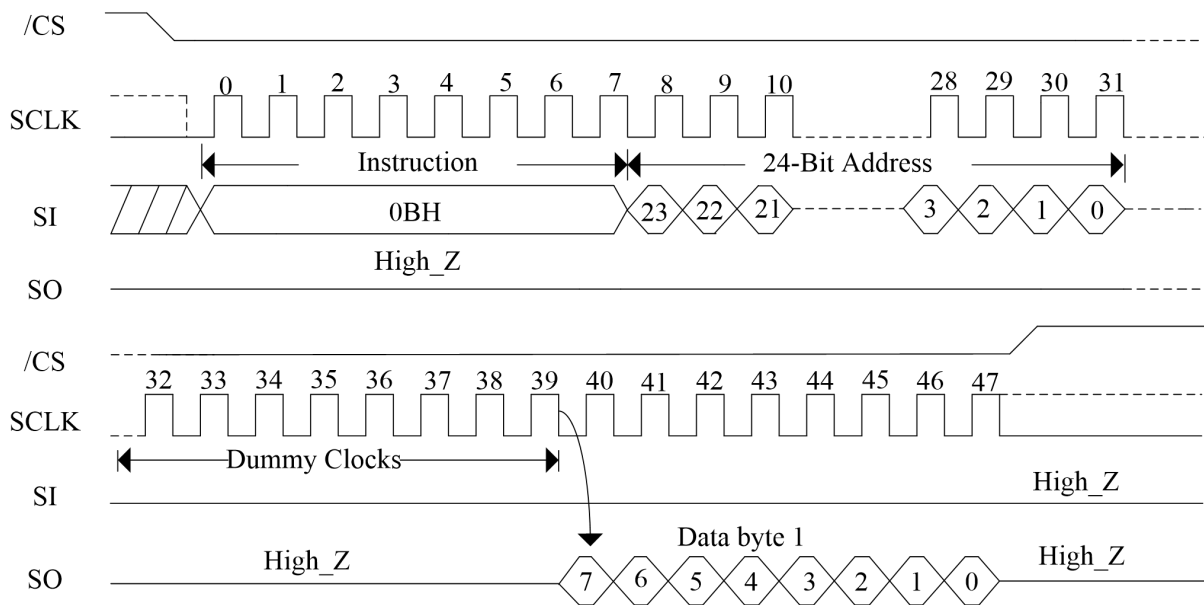 /CS
0 1 2 3 4 5 6 7 8 9 10 28 29 30 31
SCLK
Instruction 24-Bit Address
SI 0BH 23 22 21 3 2 1 0
High_Z
SO
/CS
32 33 34 35 36 37 38 39 40 41 42 43 44 45 46 47
SCLK
Dummy Clocks
SI High_Z
Data byte 1
High_Z High_Z
SO 7 6 5 4 3 2 1 0